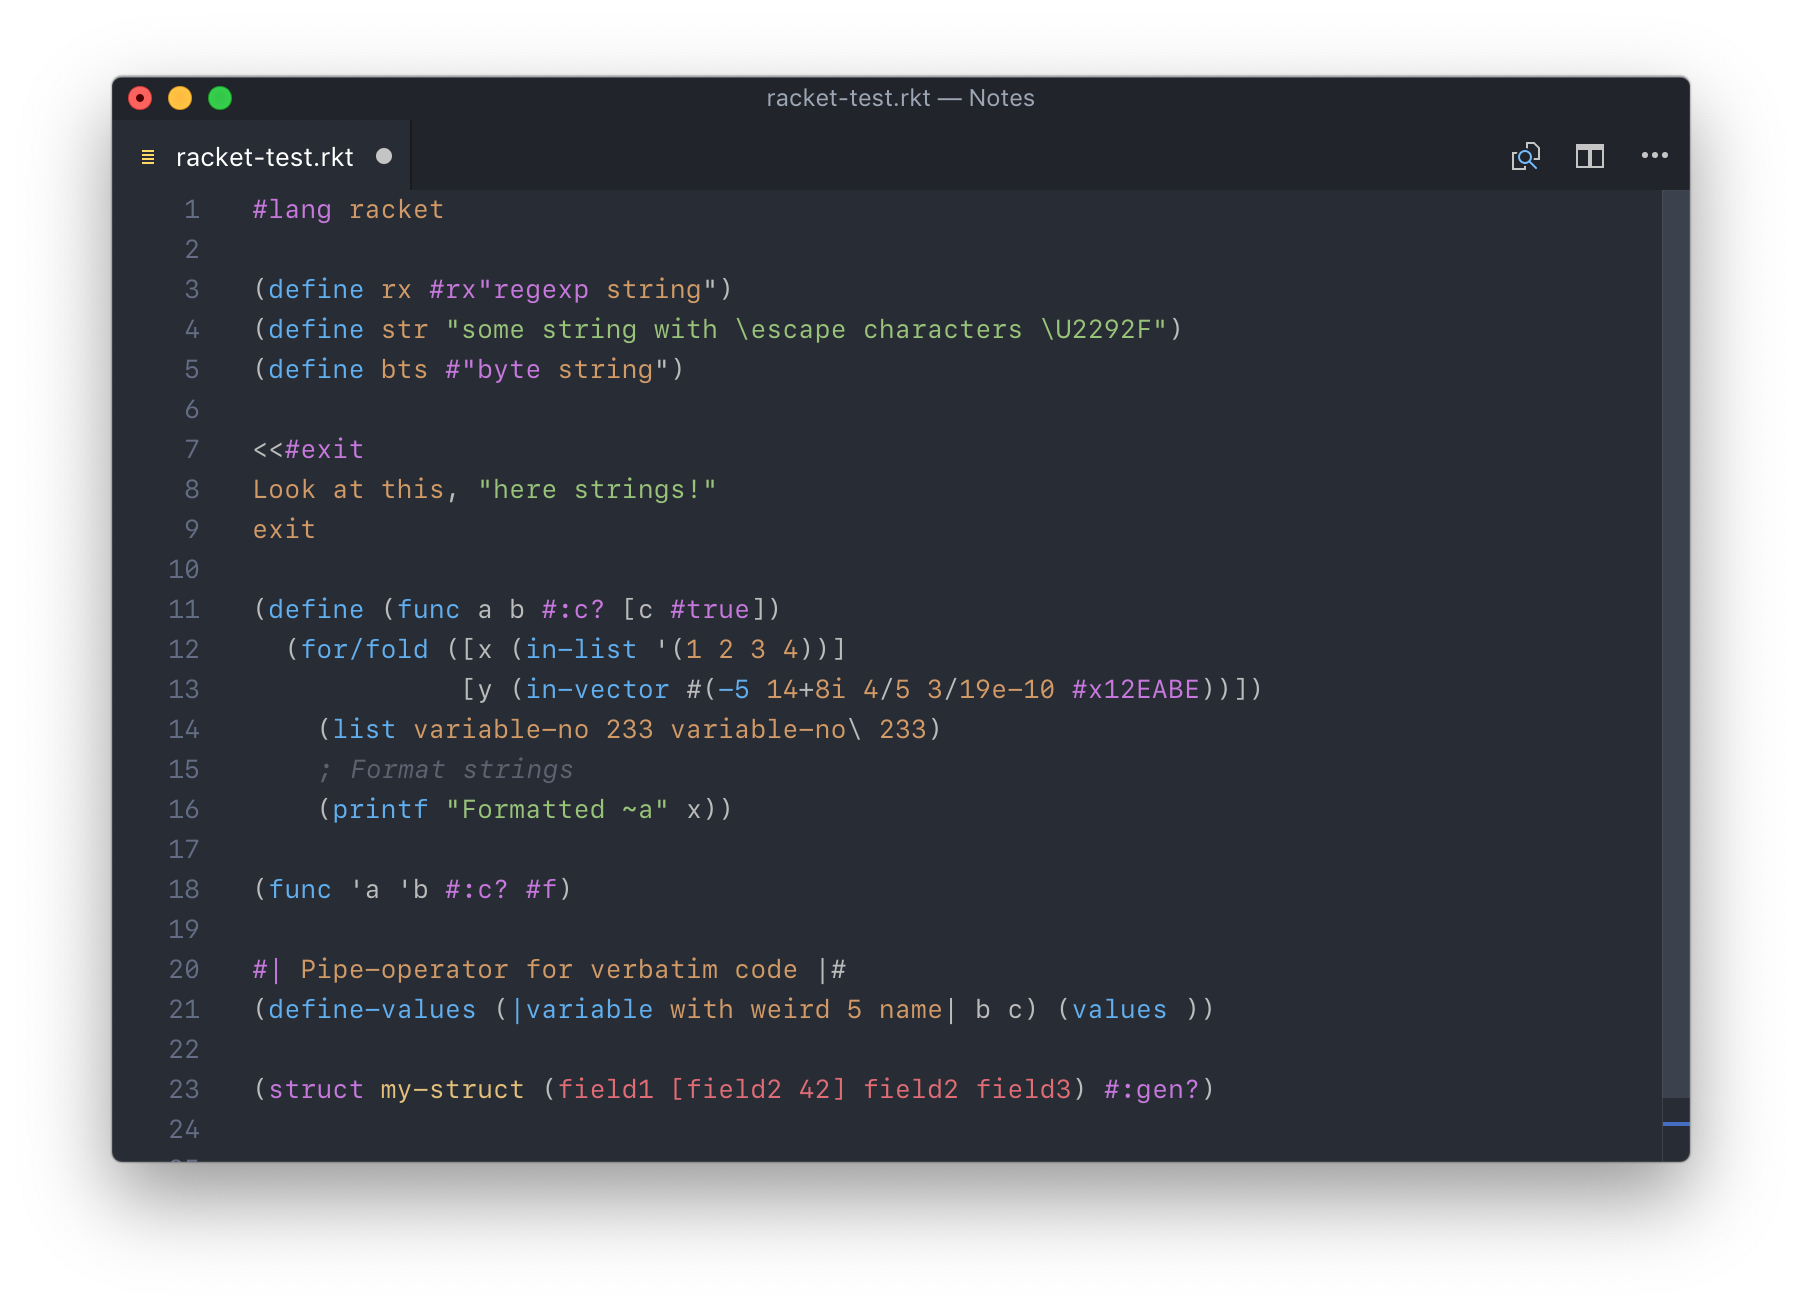 racket-test.rkt — Notes
racket-test.rkt
1 #lang racket
2
3 (define rx #rx"regexp string")
4 (define str "some string with \escape characters \U2292F")
5 (define bts #"byte string")
6
7 <<#exit
8 Look at this, "here strings!"
9 exit
10
11 (define (func a b #:c? [c #true])
12   (for/fold ([x (in-list '(1 2 3 4))]
13              [y (in-vector #(-5 14+8i 4/5 3/19e-10 #x12EABE))])
14     (list variable-no 233 variable-no\ 233)
15     ; Format strings
16     (printf "Formatted ~a" x))
17
18 (func 'a 'b #:c? #f)
19
20 #| Pipe-operator for verbatim code |#
21 (define-values (|variable with weird 5 name| b c) (values ))
22
23 (struct my-struct (field1 [field2 42] field2 field3) #:gen?)
24